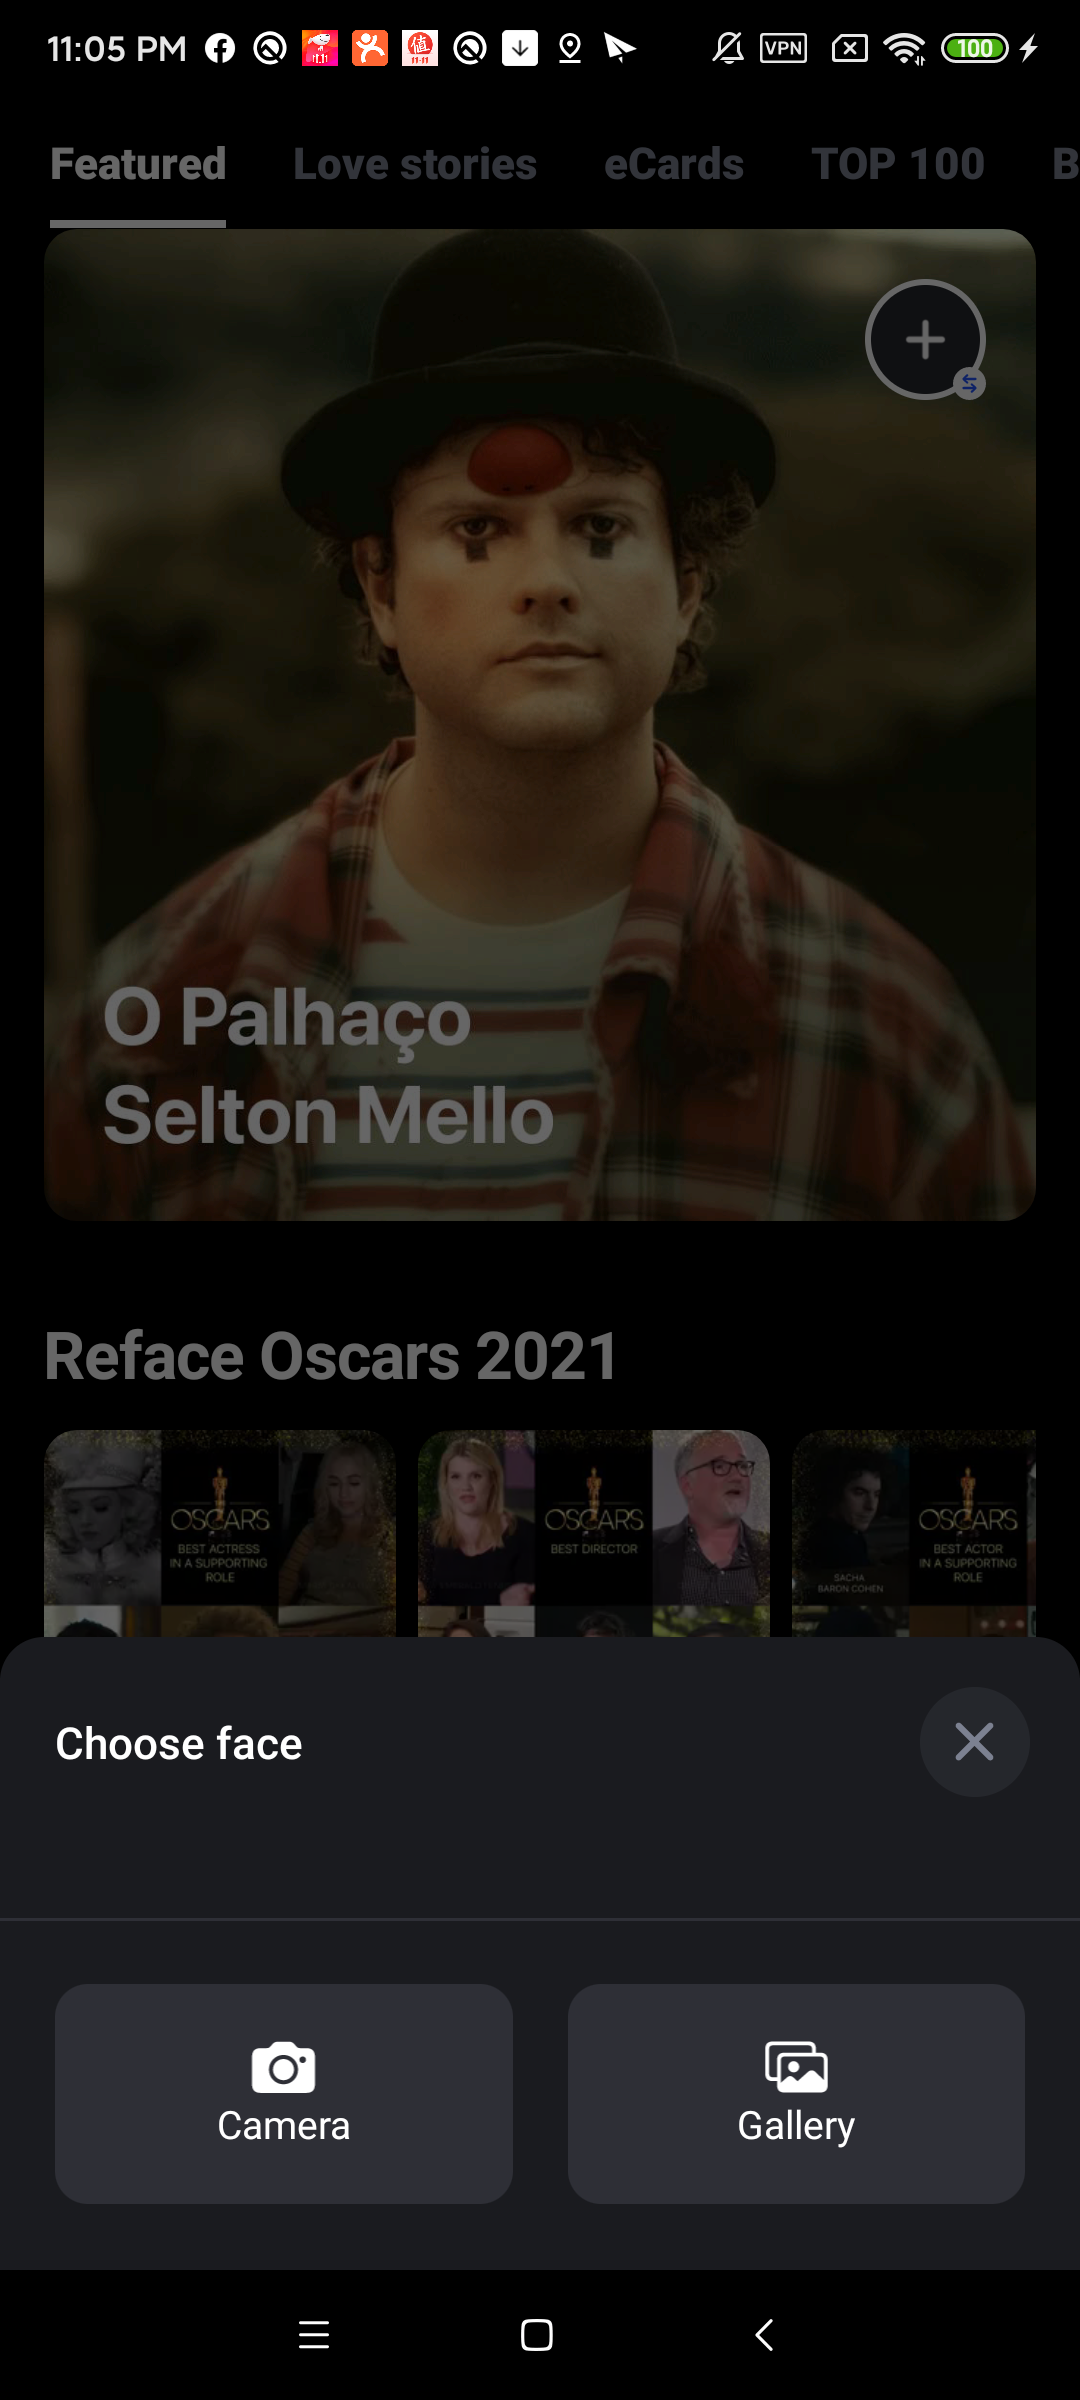 11:05 PM
VPN
100
Featured
Love stories
eCards
TOP 100
B
O Palhaço
Selton Mello
Reface Oscars 2021
OSCARS
BEST ACTRESS
IN A SUPPORTING
ROLE
OSCARS
BEST DIRECTOR
SACHA
BARON COHEN
OSCARS
BEST ACTOR
IN A SUPPORTING
ROLE
Choose face
Camera
Gallery